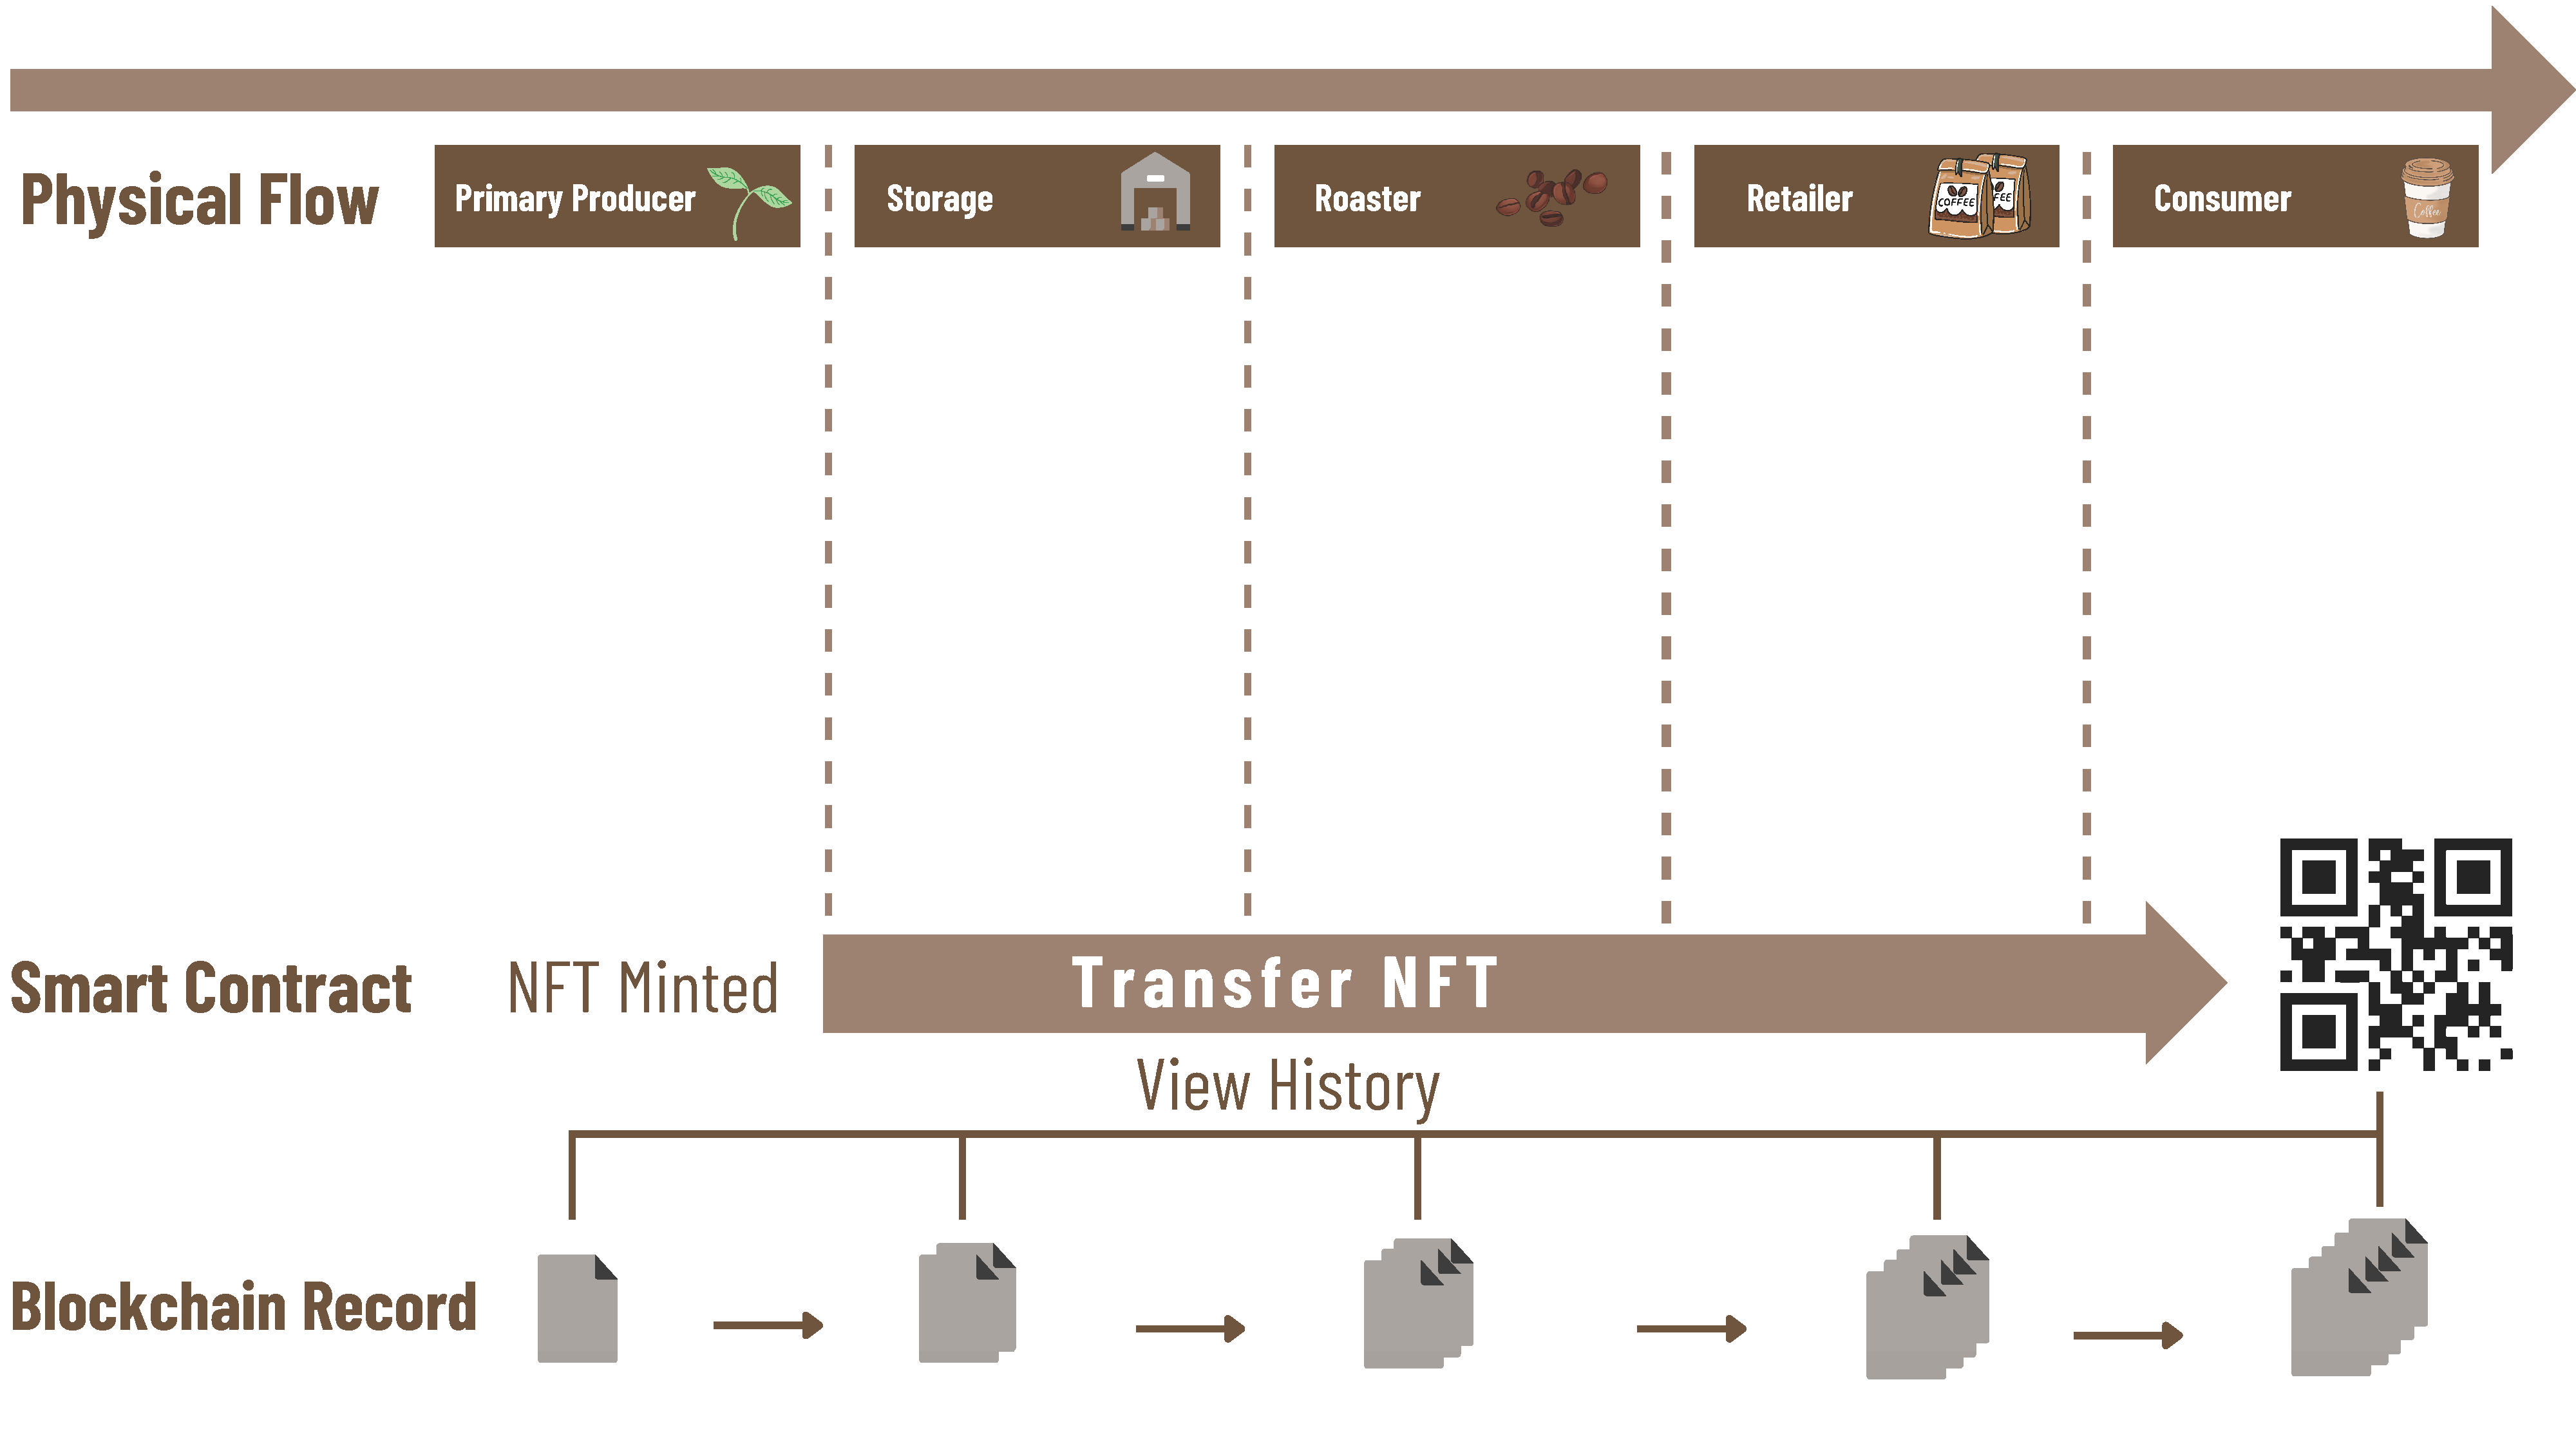 Physical Flow
Primary Producer
Storage
Roaster
Retailer
COFFEE
FEE
Consumer
Coffee
Smart Contract
NFT Minted
Transfer NFT
View History
Blockchain Record